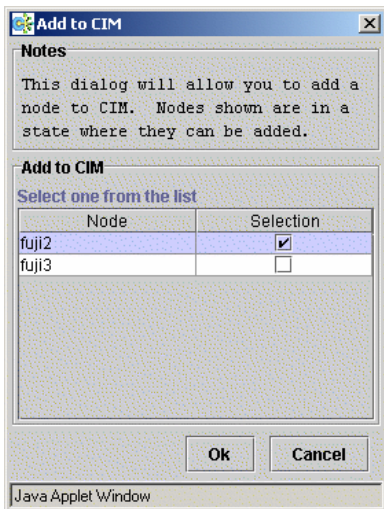 Add to CIM
Notes
This dialog will allow you to add a
node to CIM.  Nodes shown are in a
state where they can be added.
Add to CIM
Select one from the list
Node Selection
fuji2
fuji3
Ok Cancel
Java Applet Window